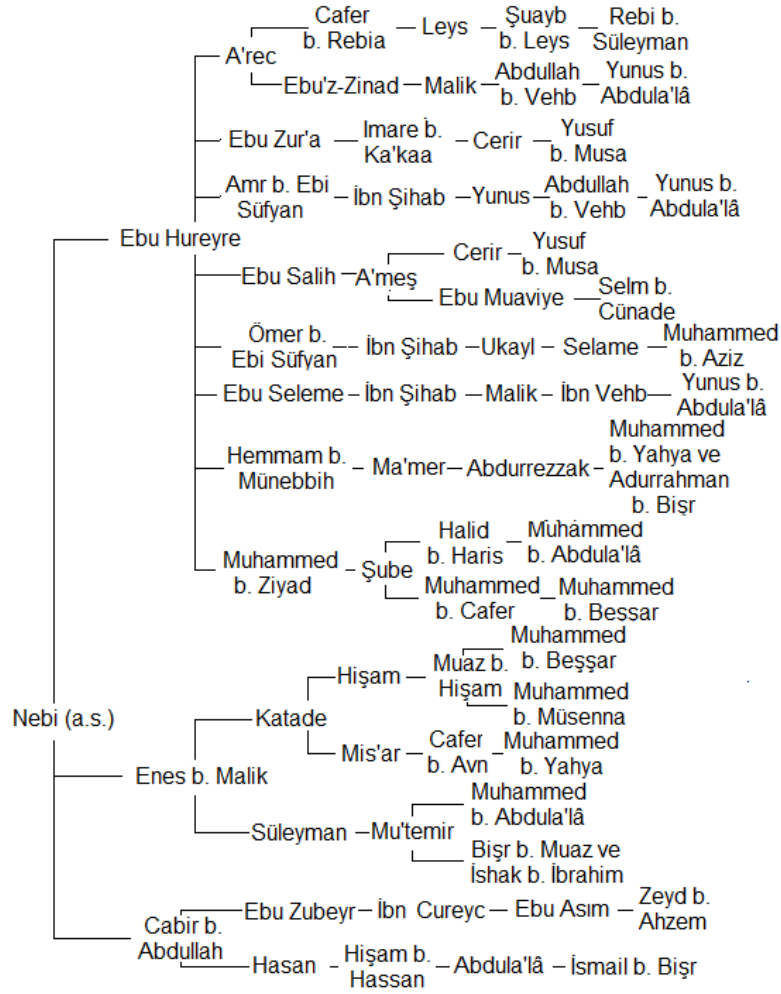 Cafer
b. Rebia
Leys
Şuayb
b. Leys
Rebi b.
Süleyman
A'rec
Ebu'z-Zinad
Malik
Abdullah
b. Vehb
Yunus b.
Abdula'lâ
Ebu Zur'a
Imare b.
Ka'kaa
Cerir
Yusuf
b. Musa
Amr b. Ebi
Süfyan
İbn Şihab
Yunus
Abdullah
b. Vehb
Yunus b.
Abdula'lâ
Ebu Hureyre
Ebu Salih
A'meş
Cerir
Yusuf
b. Musa
Ebu Muaviye
Selm b.
Cünade
Ömer b.
Ebi Süfyan
İbn Şihab
Ukayl
Selame
Muhammed
b. Aziz
Ebu Seleme
İbn Şihab
Malik
İbn Vehb
Yunus b.
Abdula'lâ
Hemmam b.
Münebbih
Ma'mer
Abdurrezzak
Muhammed
b. Yahya ve
Adurrahman
b. Bişr
Muhammed
b. Ziyad
Şube
Halid
b. Haris
Muhammed
b. Abdula'lâ
Muhammed
b. Cafer
Muhammed
b. Beşsar
Nebi (a.s.)
Enes b. Malik
Katade
Hişam
Muaz b.
Hişam
Muhammed
b. Beşşar
Muhammed
b. Müsenna
Mis'ar
Cafer
b. Avn
Muhammed
b. Yahya
Süleyman
Mu'temir
Muhammed
b. Abdula'lâ
Bişr b. Muaz ve
İshak b. İbrahim
Cabir b.
Abdullah
Ebu Zubeyr
İbn Cureyc
Ebu Asım
Zeyd b.
Ahzem
Hasan
Hişam b.
Hassan
Abdula'lâ
İsmail b. Bişr